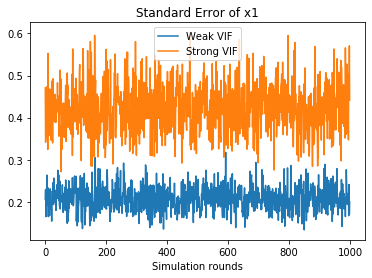 Standard Error of x1
Weak VIF
Strong VIF
0.6
0.5
0.4
0.3
0.2
0 200 400 600 800 1000
Simulation rounds